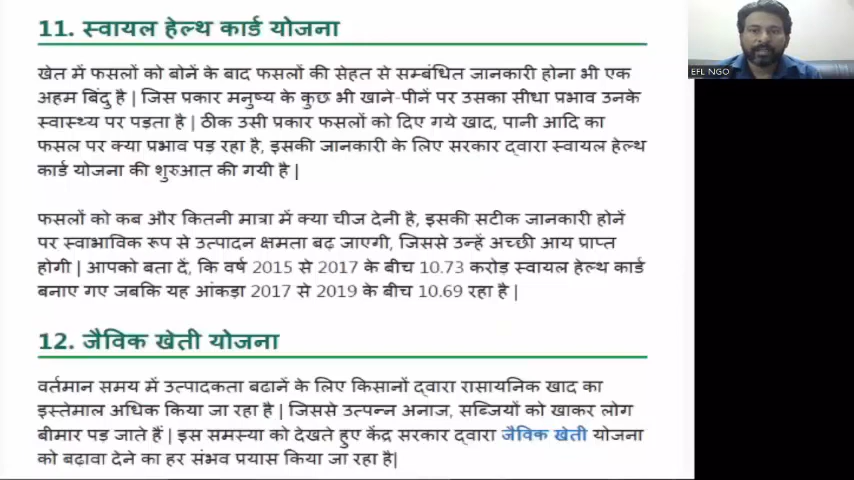 11. स्वायल हेल्थ कार्ड योजना
खेत में फसलों को बोनें के बाद फसलों की सेहत से सम्बंधित जानकारी होना भी एक
अहम बिंदु है | जिस प्रकार मनुष्य के कुछ भी खाने-पीनें पर उसका सीधा प्रभाव उनके
स्वास्थ्य पर पड़ता है | ठीक उसी प्रकार फसलों को दिए गये खाद, पानी आदि का
फसल पर क्या प्रभाव पड़ रहा है, इसकी जानकारी के लिए सरकार द्वारा स्वायल हेल्थ
कार्ड योजना की शुरुआत की गयी है |
फसलों को कब और कितनी मात्रा में क्या चीज देनी है, इसकी सटीक जानकारी होनें
पर स्वाभाविक रूप से उत्पादन क्षमता बढ़ जाएगी, जिससे उन्हें अच्छी आय प्राप्त
होगी | आपको बता दें, कि वर्ष 2015 से 2017 के बीच 10.73 करोड़ स्वायल हेल्थ कार्ड
बनाए गए जबकि यह आंकड़ा 2017 से 2019 के बीच 10.69 रहा है |
12. जैविक खेती योजना
वर्तमान समय में उत्पादकता बढानें के लिए किसानों द्वारा रासायनिक खाद का
इस्तेमाल अधिक किया जा रहा है | जिससे उत्पन्न अनाज, सब्जियों को खाकर लोग
बीमार पड़ जाते हैं | इस समस्या को देखते हुए केंद्र सरकार द्वारा जैविक खेती योजना
को बढ़ावा देने का हर संभव प्रयास किया जा रहा है|
EFL NGO